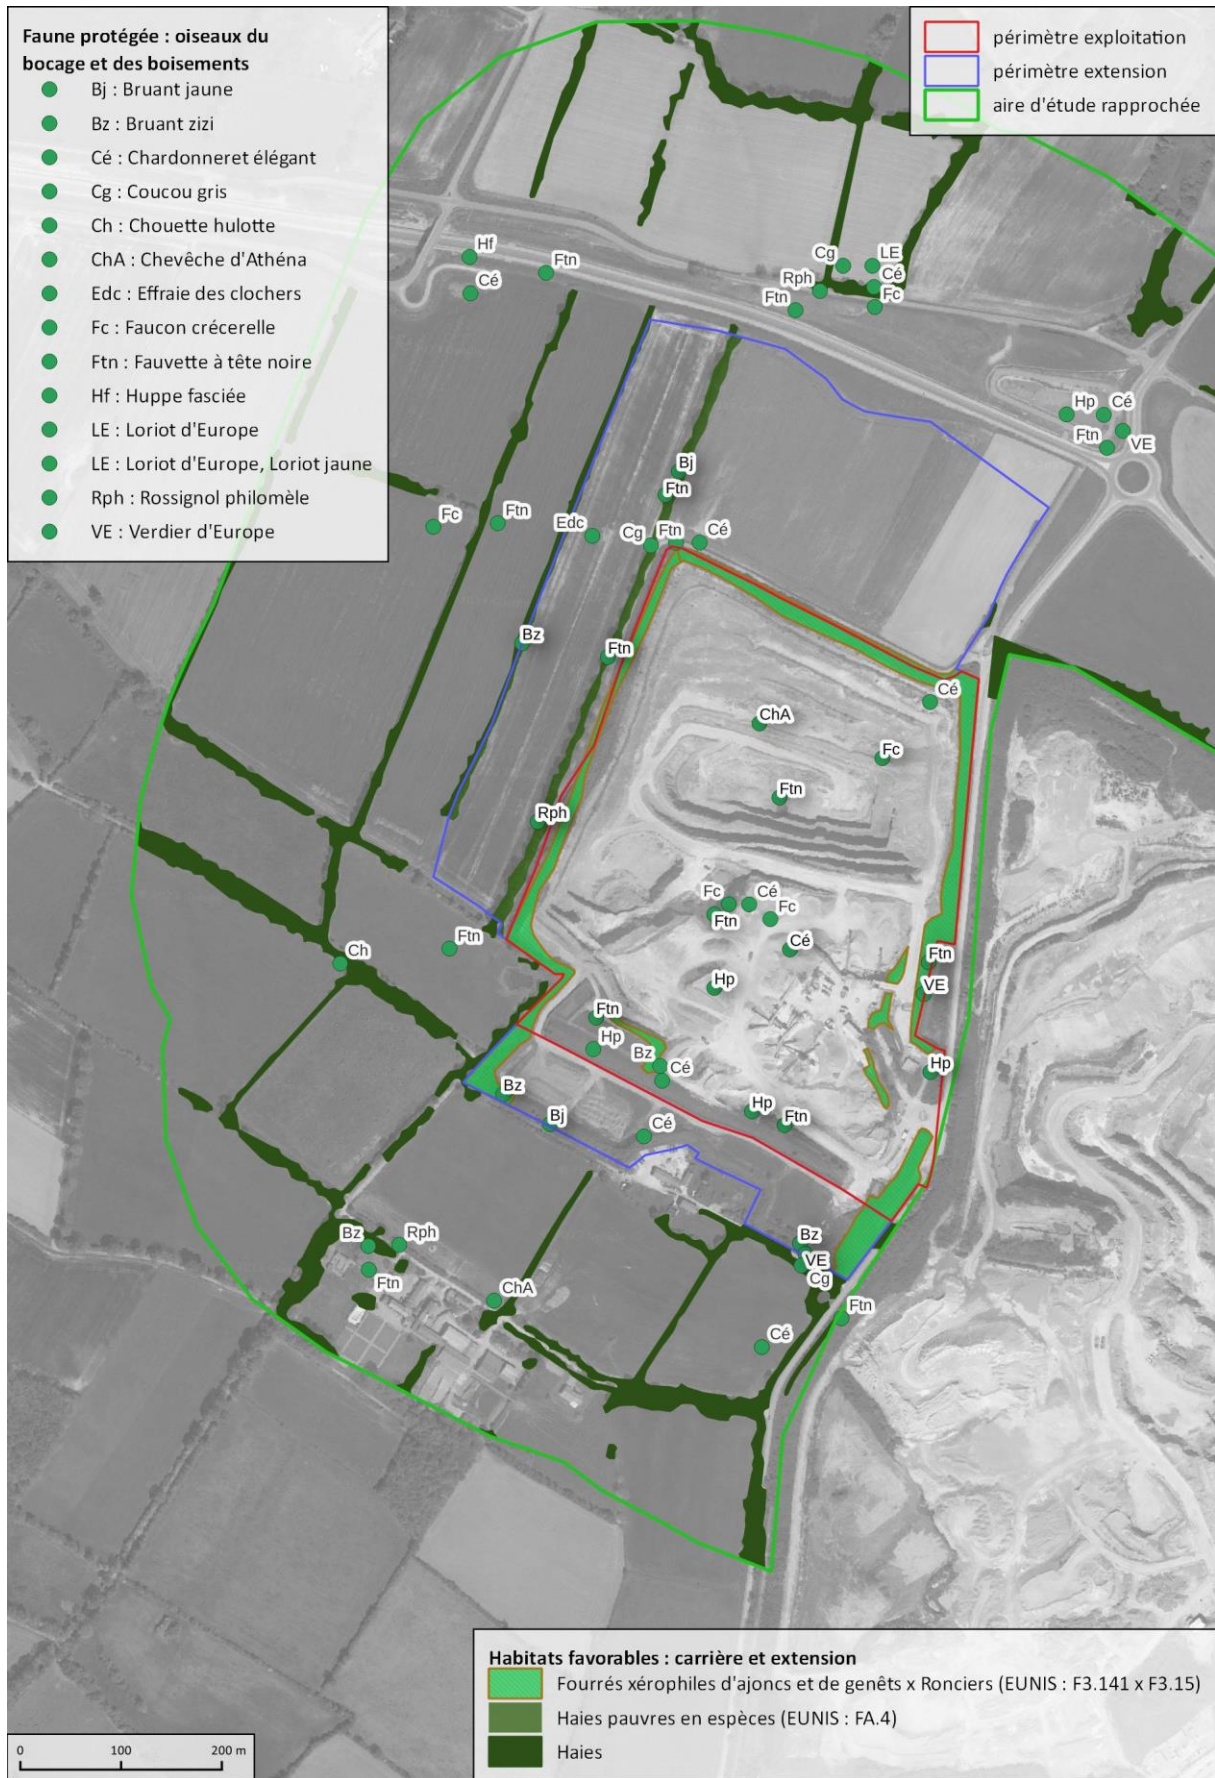 Faune protégée : oiseaux du
bocage et des boisements
Bj : Bruant jaune
Bz : Bruant zizi
Cé : Chardonneret élégant
Cg : Coucou gris
Ch : Chouette hulotte
ChA : Chevêche d'Athéna
Edc : Effraie des clochers
Fc : Faucon crécerelle
Ftn : Fauvette à tête noire
Hf : Huppe fasciée
LE : Loriot d'Europe
LE : Loriot d'Europe, Loriot jaune
Rph : Rossignol philomèle
VE : Verdier d'Europe
périmètre exploitation
périmètre extension
aire d'étude rapprochée
Hf
Ftn
Cé
Cg
LE
Cé
Rph
Ftn
Fc
Hp
Cé
Ftn
VE
Bj
Ftn
Fc
Ftn
Edc
Cg
Ftn
Cé
Bz
Ftn
Cé
ChA
Fc
Ftn
Rph
Fc
Cé
Ftn
Fc
Cé
Ftn
Ch
Ftn
VE
Hp
Ftn
Hp
Bz
Cé
Hp
Bz
Bj
Cé
Hp
Ftn
Bz
Rph
Ftn
ChA
Bz
VE
Cg
Ftn
Cé
Habitats favorables : carrière et extension
Fourrés xérophiles d'ajoncs et de genêts x Ronciers (EUNIS : F3.141 x F3.15)
Haies pauvres en espèces (EUNIS : FA.4)
Haies
0 100 200 m